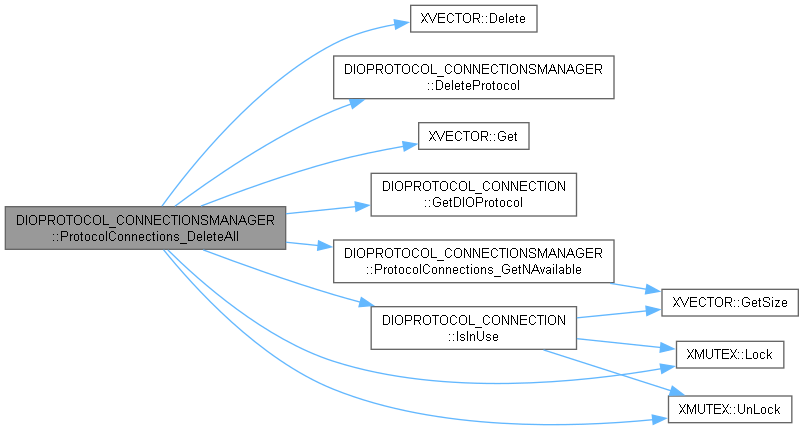 XVECTOR::Delete
DIOPROTOCOL_CONNECTIONSMANAGER
::DeleteProtocol
XVECTOR::Get
DIOPROTOCOL_CONNECTION
::GetDIOProtocol
DIOPROTOCOL_CONNECTIONSMANAGER
::ProtocolConnections_DeleteAll
DIOPROTOCOL_CONNECTIONSMANAGER
::ProtocolConnections_GetNAvailable
DIOPROTOCOL_CONNECTION
::IsInUse
XVECTOR::GetSize
XMUTEX::Lock
XMUTEX::UnLock